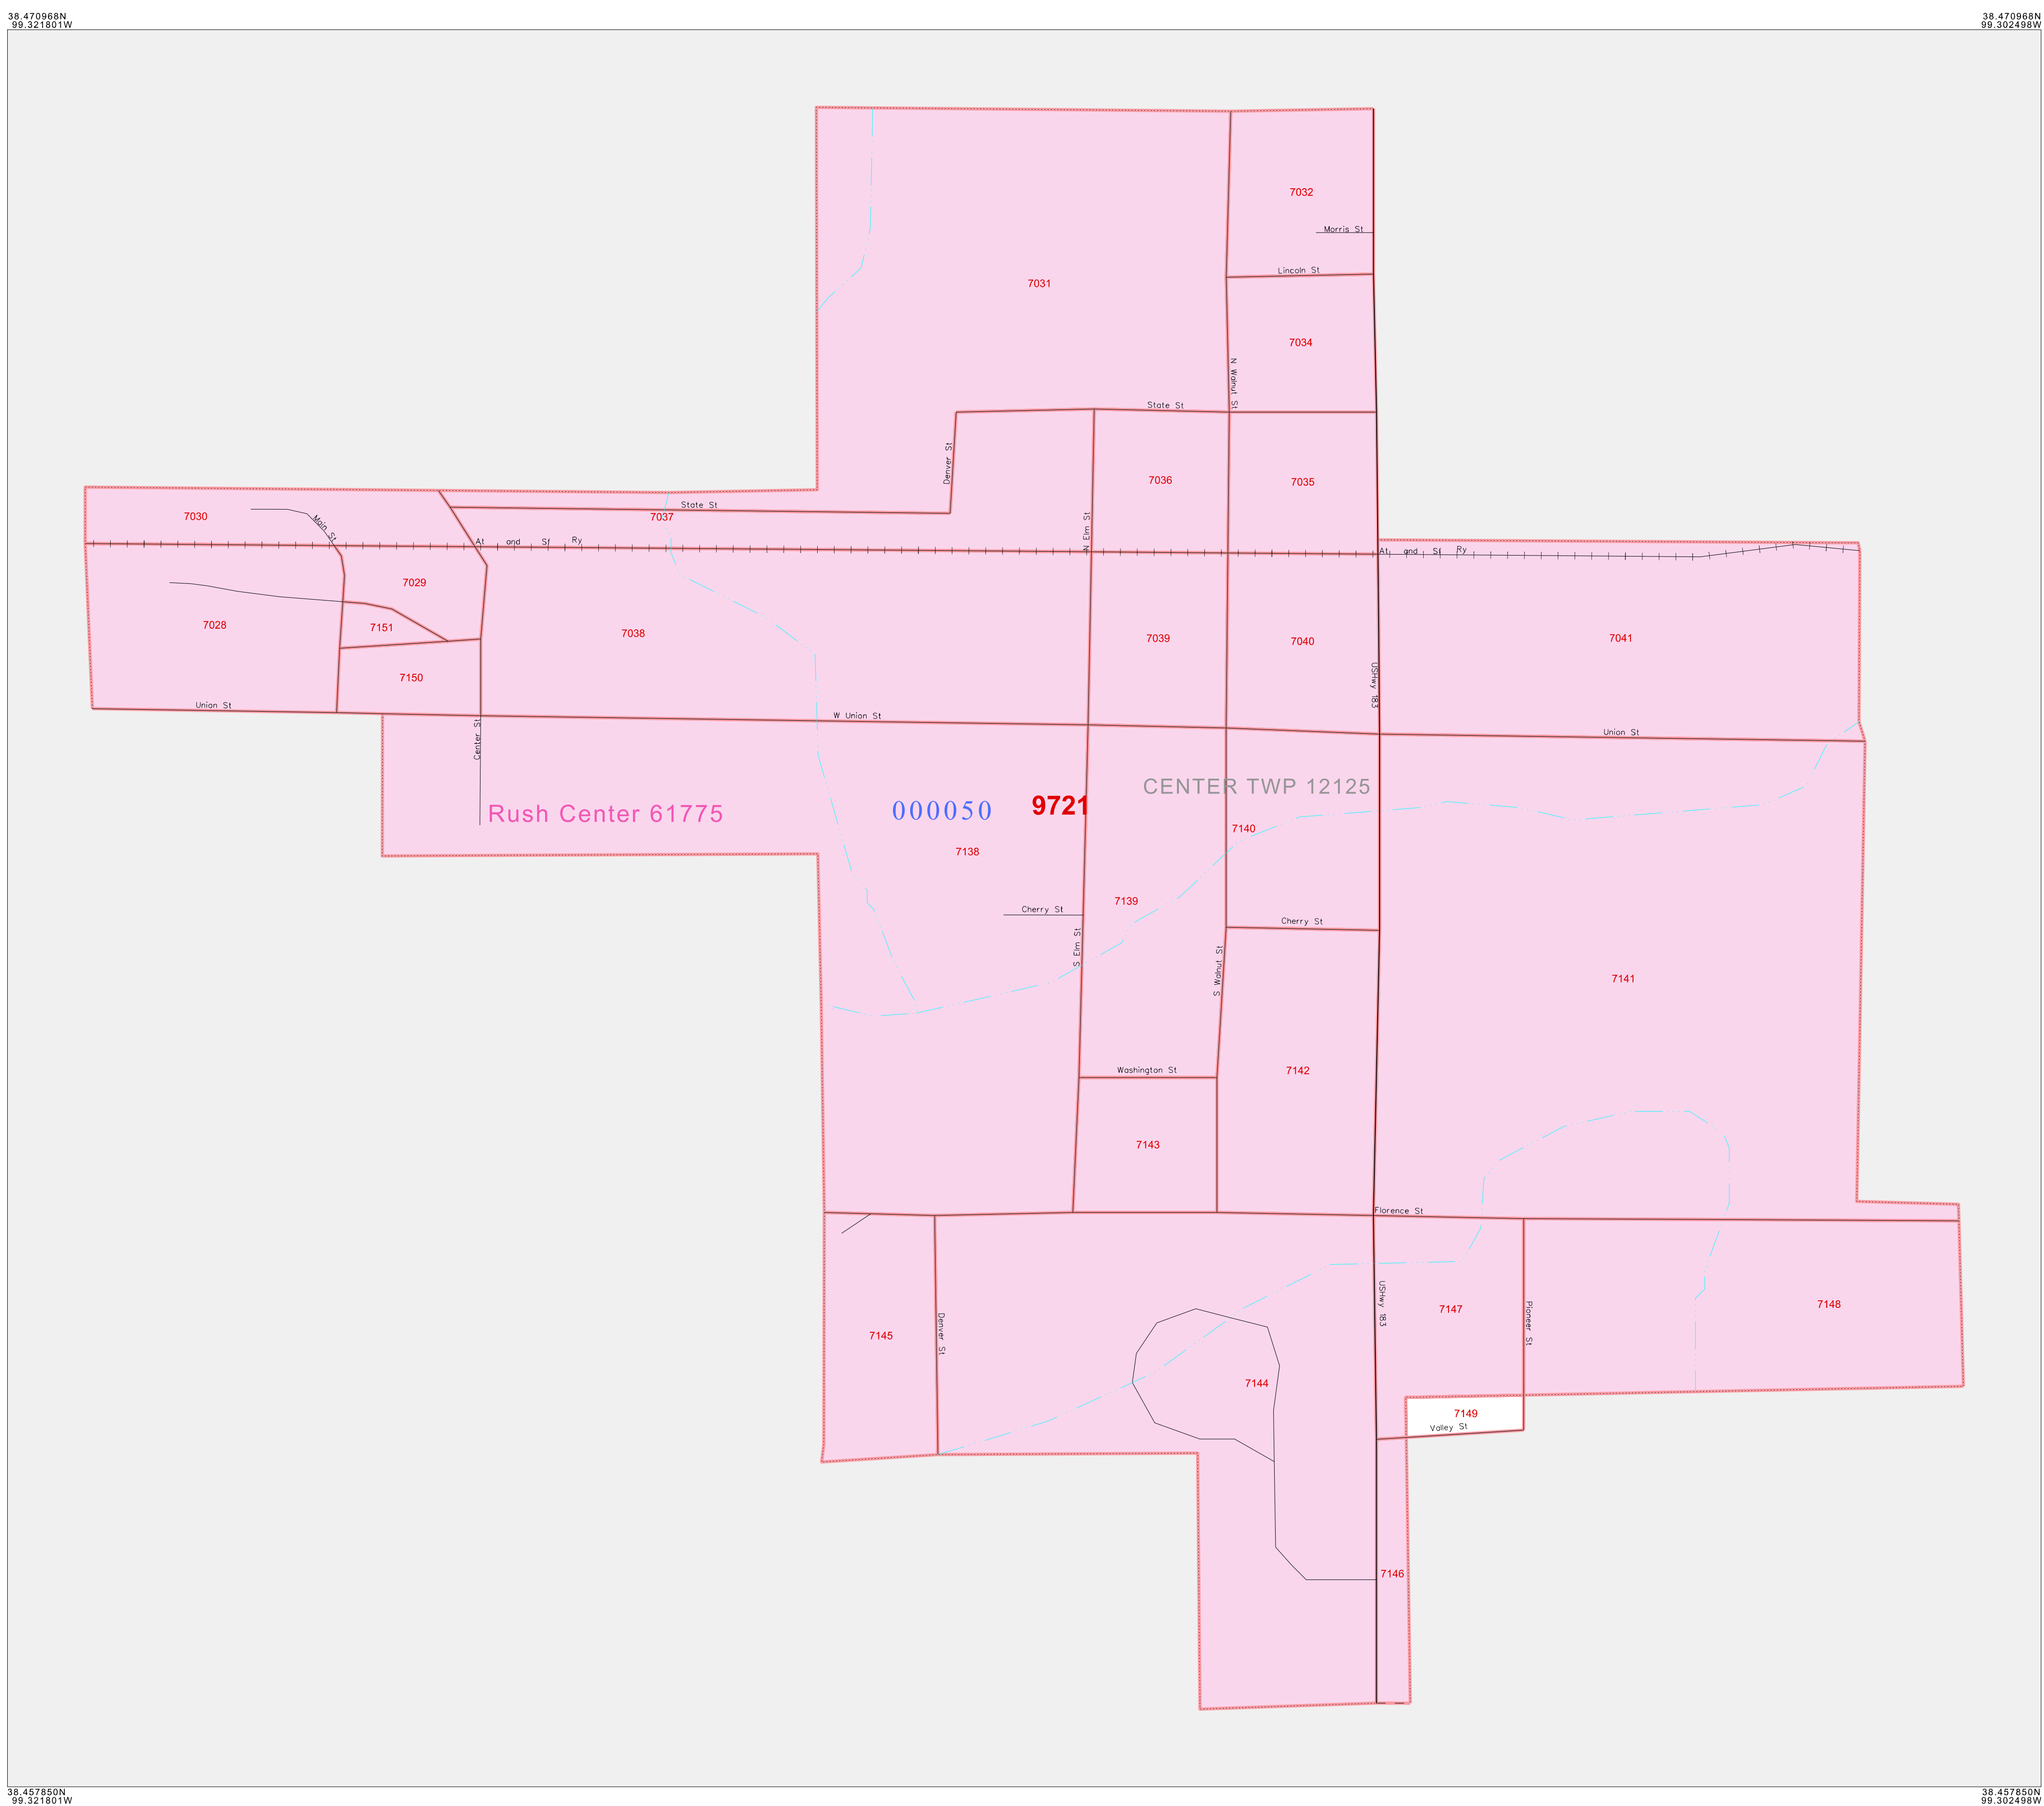 38.470968N
99.321801W
38.470968N
99.302498W
7032
Morris St
Lincoln St
7031
7034
N Walnut St
State St
Denver St
7036
7035
7030
Main St
State St
7037
N Elm St
At and Sf Ry
At and Sf Ry
7029
7028
7151
7038
7039
7040
7041
7150
USHwy 183
Union St
W Union St
Center St
Union St
CENTER TWP 12125
Rush Center 61775
000050
9721
7140
7138
7139
Cherry St
Cherry St
S Elm St
S Walnut St
7141
Washington St
7142
7143
Florence St
7145
Denver St
USHwy 183
7147
Pioneer St
7148
7144
7149
Valley St
7146
38.457850N
99.321801W
38.457850N
99.302498W